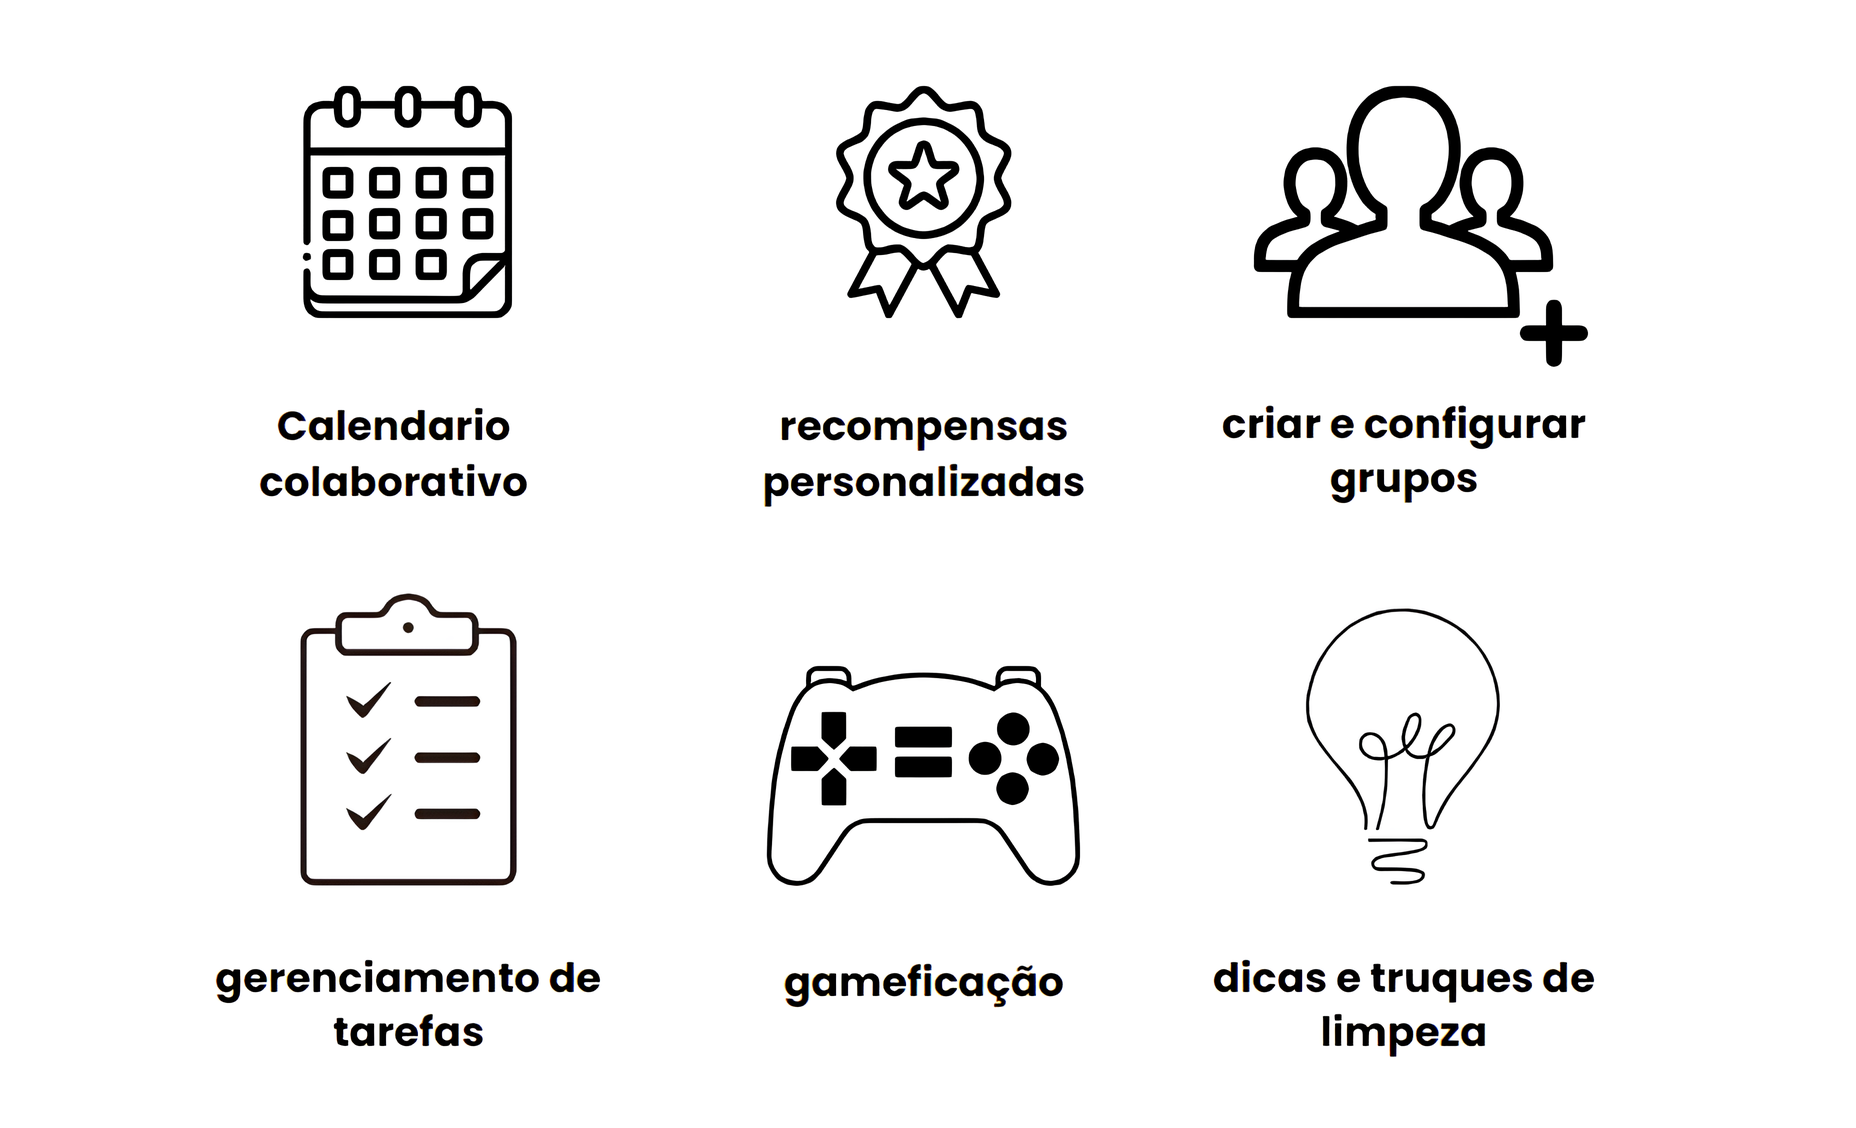 Calendario
colaborativo
recompensas
personalizadas
criar e configurar
grupos
gerenciamento de
tarefas
gameficação
dicas e truques de
limpeza